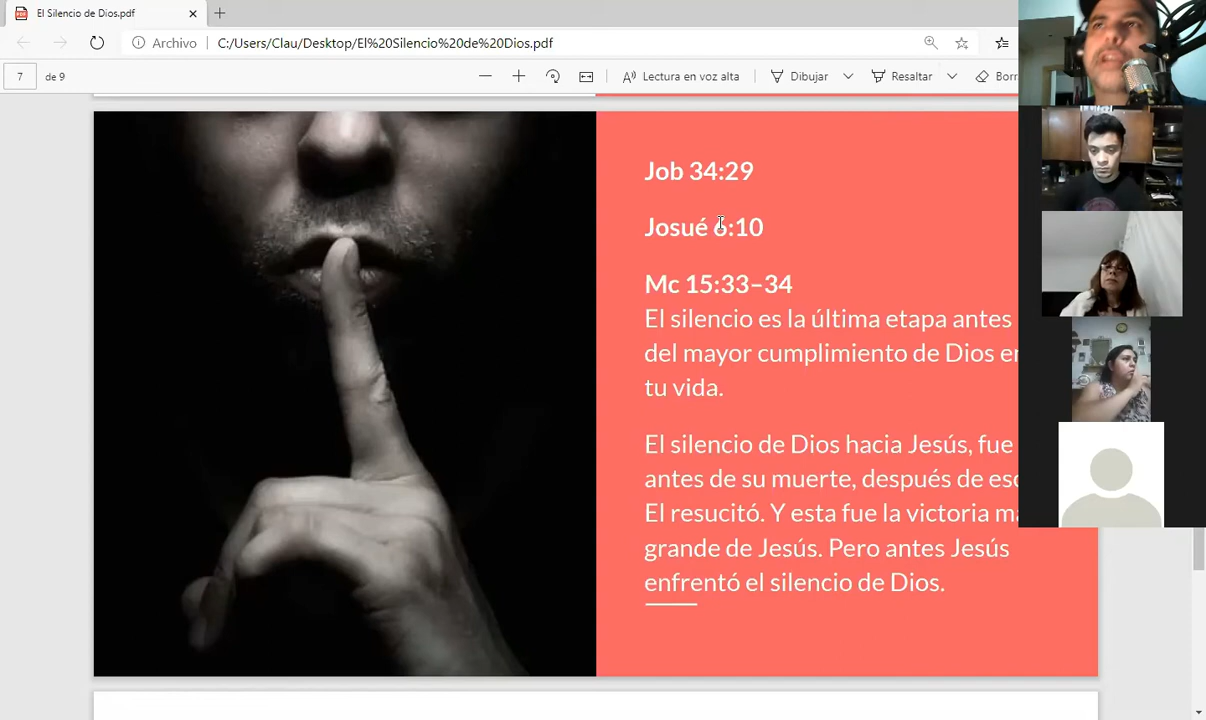 El Silencio de Dios.pdf
Archivo
C:/Users/Clau/Desktop/El%20Silencio%20de%20Dios.pdf
7 de 9
Lectura en voz alta
Dibujar
Resaltar
Job 34:29
Josué 6:10
Mc 15:33–34
El silencio es la última etapa antes
del mayor cumplimiento de Dios
tu vida.
El silencio de Dios hacia Jesús, fue
antes de su muerte, después de
El resucitó. Y esta fue la victoria
grande de Jesús. Pero antes Jesús
enfrentó el silencio de Dios.